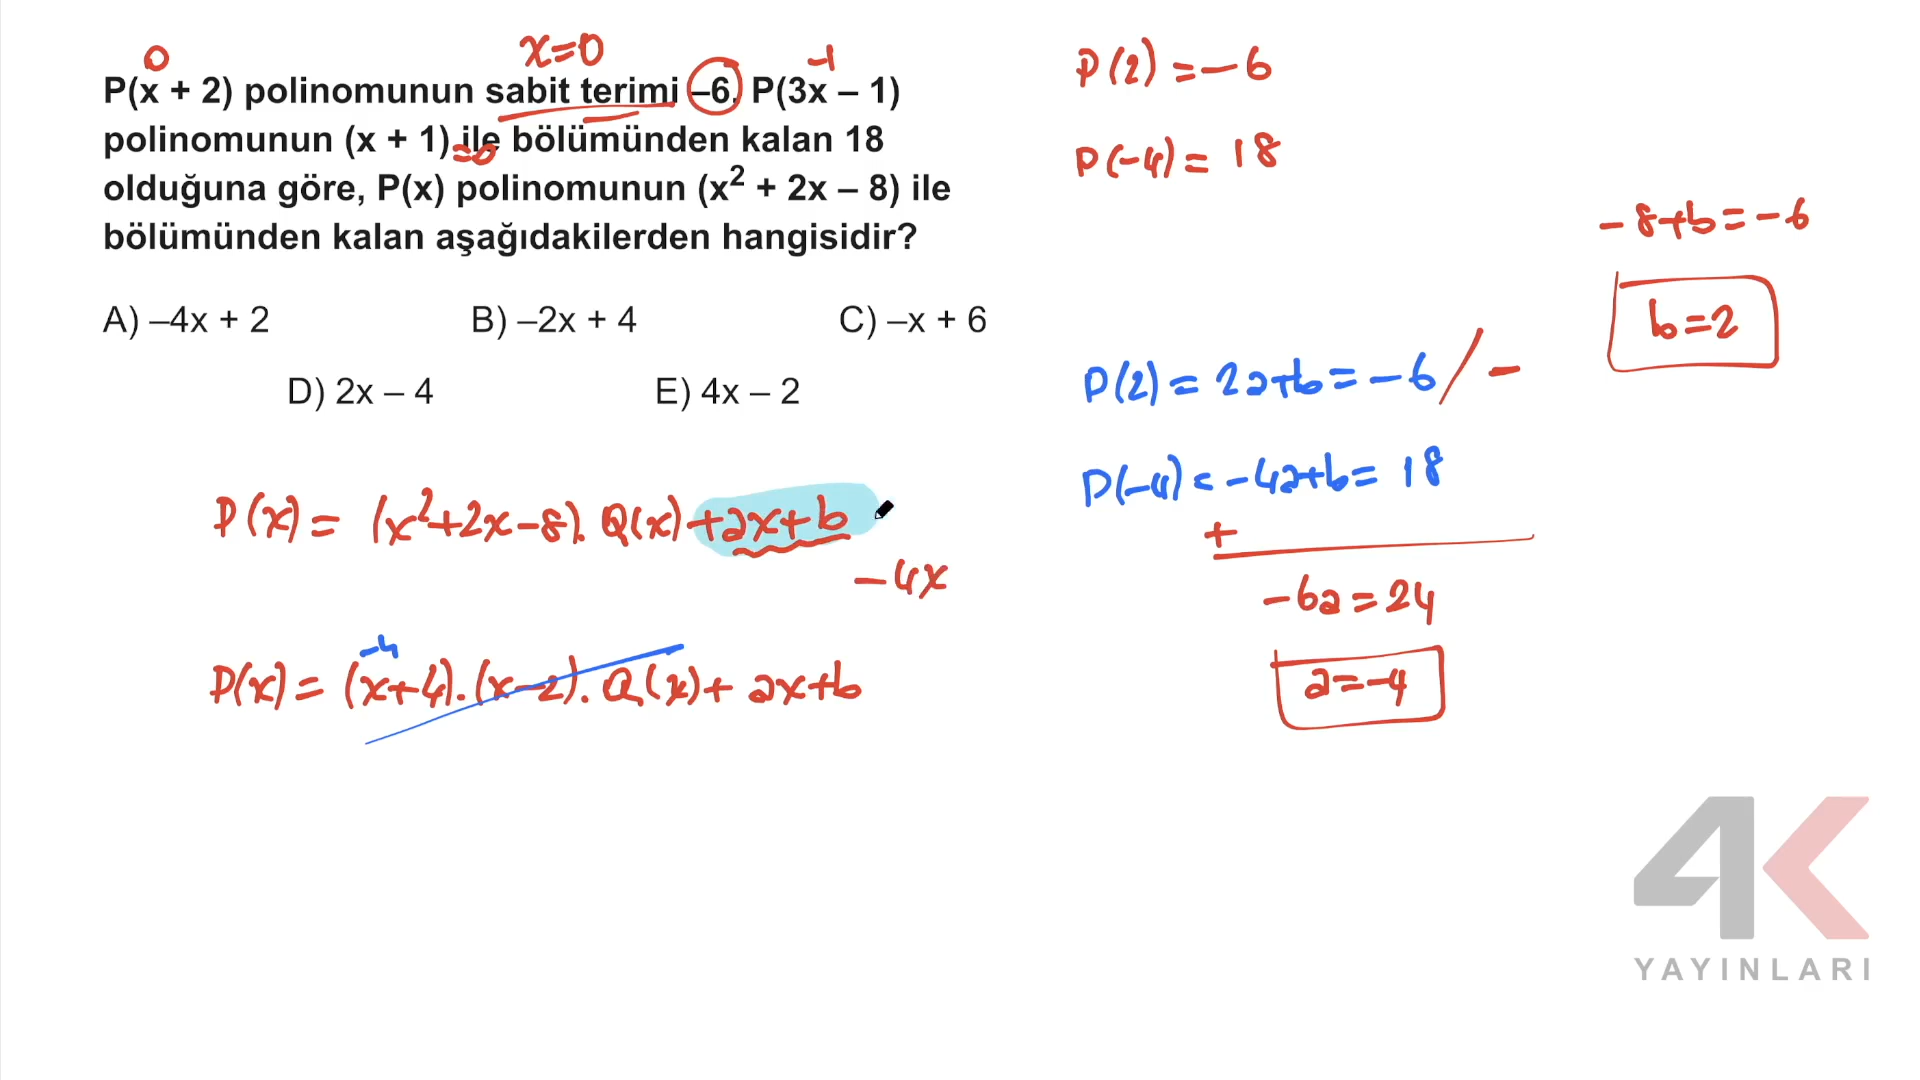 0
x=0
-1
P(x + 2) polinomunun sabit terimi –6, P(3x – 1)
polinomunun (x + 1) ile bölümünden kalan 18
=0
olduğuna göre, P(x) polinomunun (x² + 2x – 8) ile
bölümünden kalan aşağıdakilerden hangisidir?
A) –4x + 2
B) –2x + 4
C) –x + 6
D) 2x – 4
E) 4x – 2
P(x) = (x²+2x-8). Q(x) +ax+b
-4x
-4
P(x) = (x+4).(x-2). Q(x)+ ax+b
P(2) = -6
P(-4) = 18
P(2) = 2a+b = -6 / -
P(-4) = -4a+b = 18
+
-6a = 24
a=-4
-8+b=-6
b=2
4K
YAYINLARI